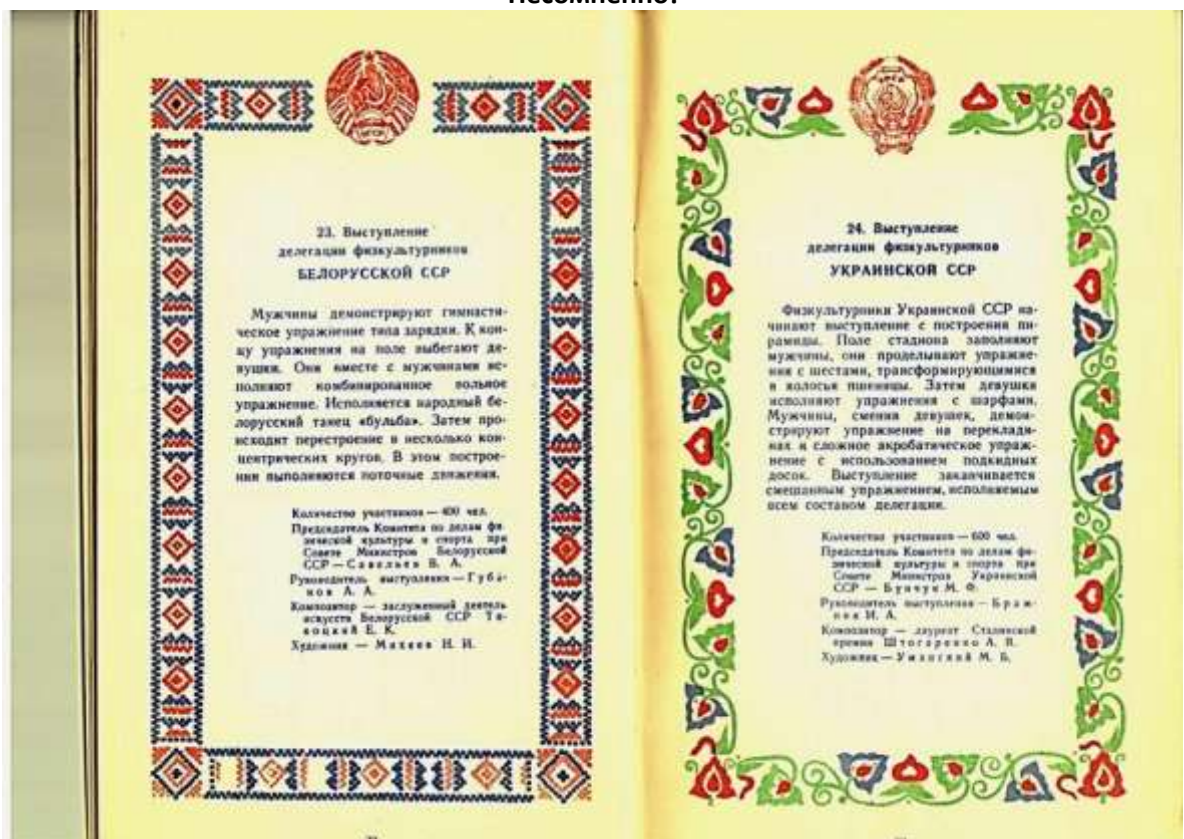 23. Выступление
делегации физкультурников
БЕЛОРУССКОЙ ССР
Мужчины демонстрируют гимнасти-
ческое упражнение типа зарядки. К кон-
цу упражнения на поле выбегают де-
вушки. Они вместе с мужчинами ис-
полняют комбинированное вольное
упражнение. Исполняется народный бе-
лорусский танец «бульба». Затем про-
исходит перестроение в несколько кон-
центрических кругов. В этом построе-
нии выполняются поточные движения.
Количество участников — 400 чел.
Председатель Комитета по делам фи-
зической культуры и спорта при
Совете Министров Белорусской
ССР — Савельев В. А.
Руководитель выступления — Губа-
нов А. А.
Композитор — заслуженный деятель
искусств Белорусской ССР Ти-
коцкий Е. К.
Художник — Михеев Н. И.
24. Выступление
делегации физкультурников
УКРАИНСКОЙ ССР
Физкультурники Украинской ССР на-
чинают выступление с построения пи-
рамиды. Поле стадиона заполняют
мужчины, они проделывают упражне-
ния с шестами, трансформирующимися
в колосья пшеницы. Затем девушки
исполняют упражнения с шарфами.
Мужчины, сменив девушек, демон-
стрируют упражнение на переклади-
нах и сложное акробатическое упраж-
нение с использованием подкидных
досок. Выступление заканчивается
смешанным упражнением, исполняемым
всем составом делегации.
Количество участников — 600 чел.
Председатель Комитета по делам фи-
зической культуры и спорта при
Совете Министров Украинской
ССР — Бунчук М. Ф.
Руководитель выступления — Браж-
ник И. А.
Композитор — лауреат Сталинской
премии Штогаренко А. Я.
Художник — Уманский М. Б.